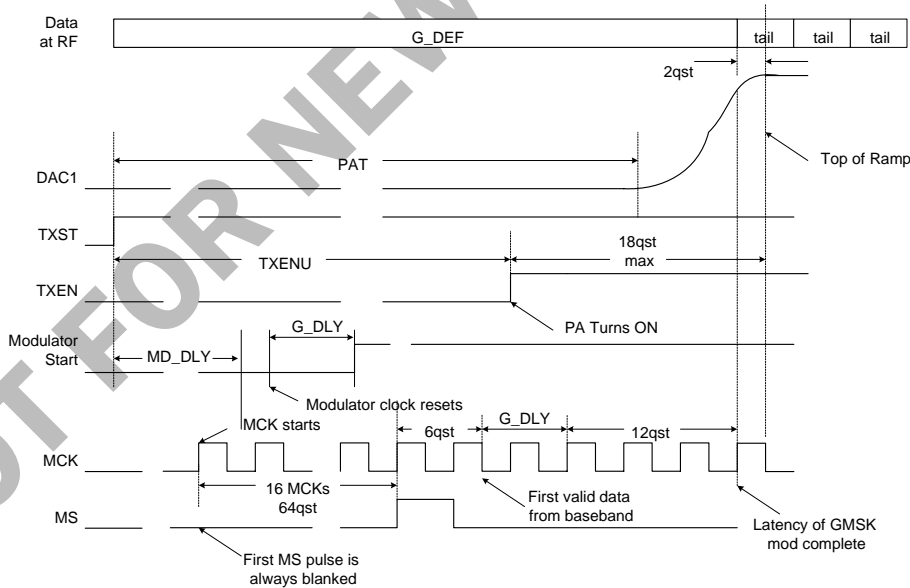 Data
at RF
G_DEF
tail
tail
tail
2qst
PAT
Top of Ramp
DAC1
TXST
18qst
max
TXENU
TXEN
PA Turns ON
G_DLY
Modulator
Start
MD_DLY
Modulator clock resets
MCK starts
6qst
G_DLY
12qst
MCK
16 MCKs
64qst
First valid data
from baseband
MS
Latency of GMSK
mod complete
First MS pulse is
always blanked
OT FOR NEW